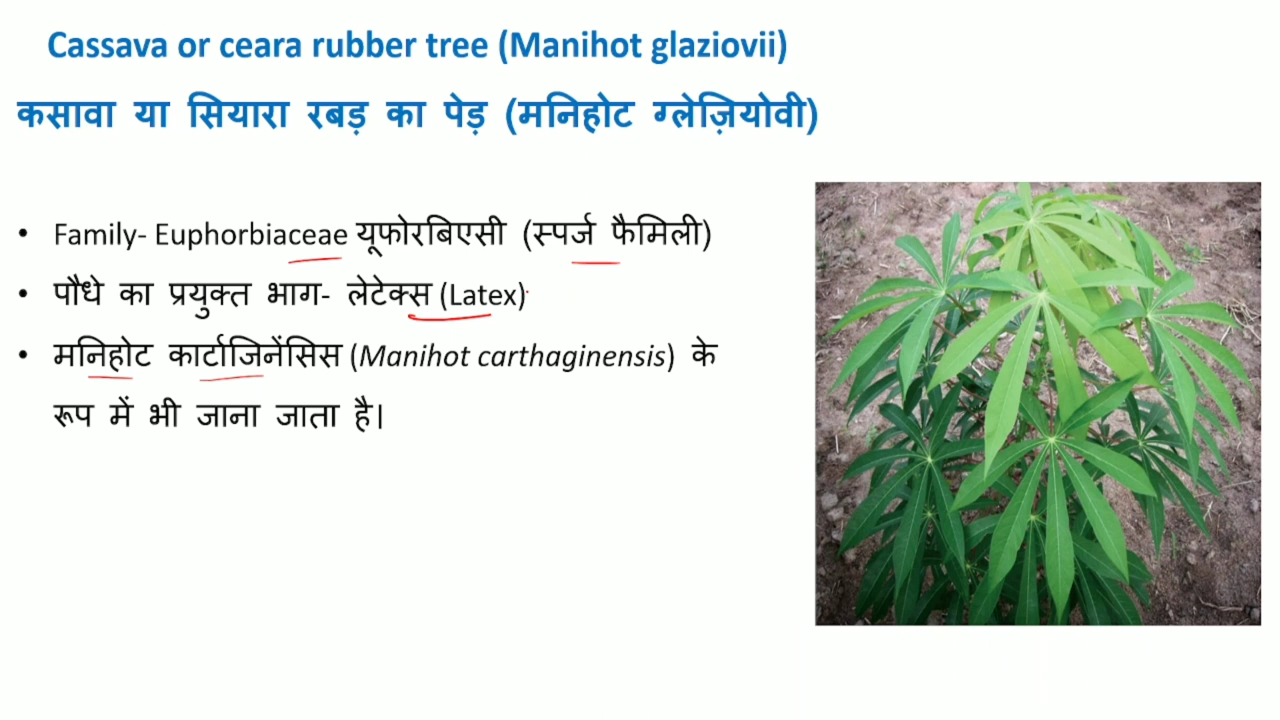 Cassava or ceara rubber tree (Manihot glaziovii)
कसावा या सियारा रबड़ का पेड़ (मनिहोट ग्लेज़ियोवी)
• Family- Euphorbiaceae यूफोरबिएसी (स्पर्ज फैमिली)
• पौधे का प्रयुक्त भाग- लेटेक्स (Latex)
• मनिहोट कार्टाजिनेंसिस (Manihot carthaginensis) के
रूप में भी जाना जाता है।